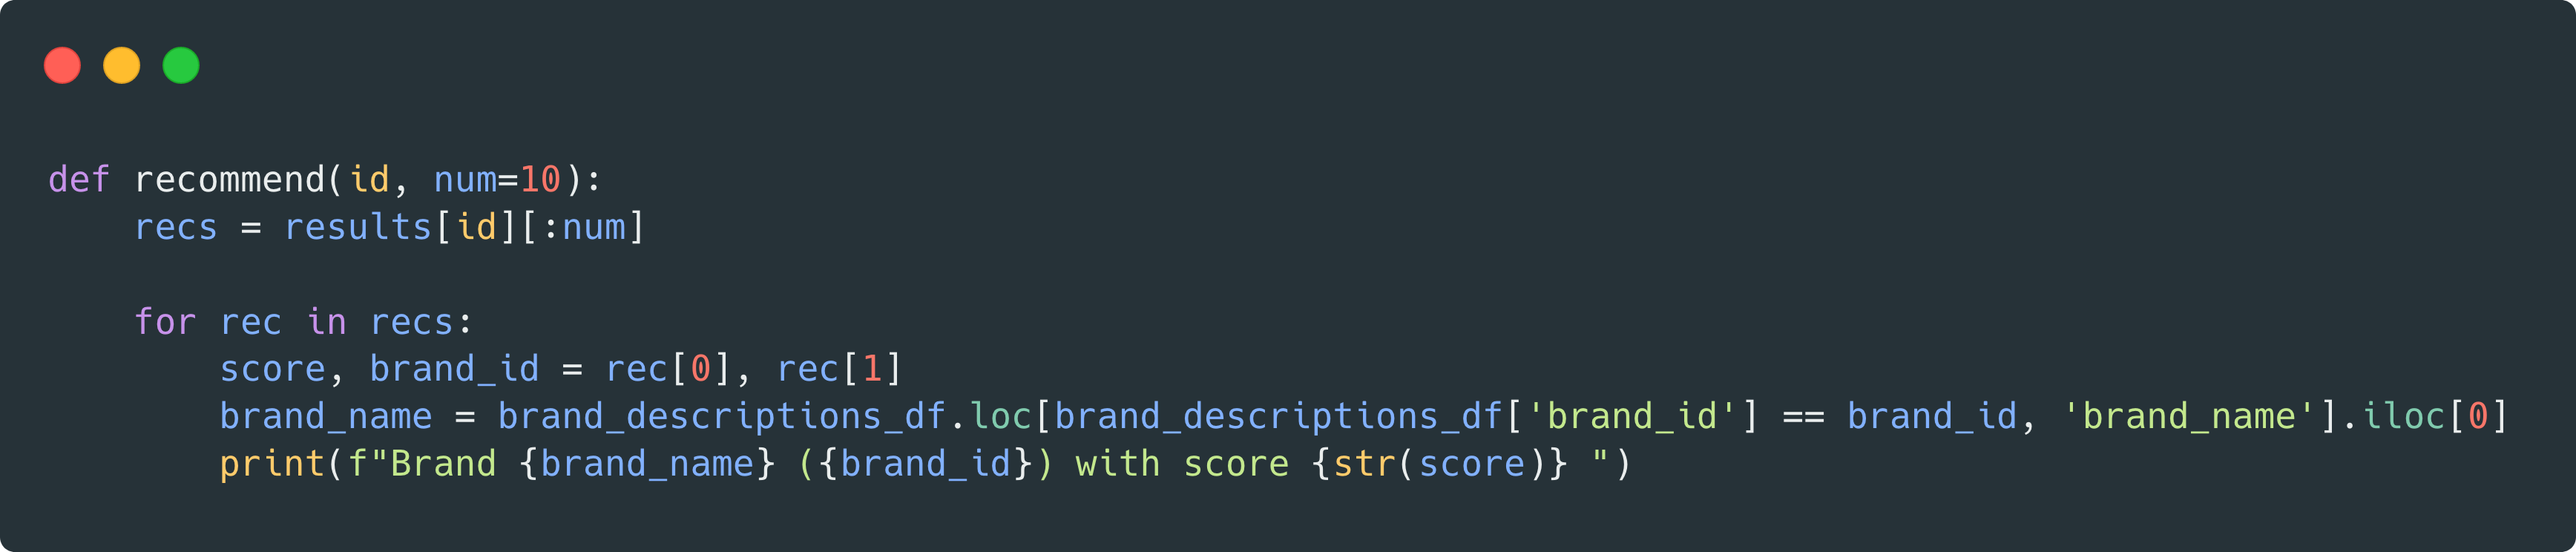 def recommend(id, num=10):
    recs = results[id][:num]

    for rec in recs:
        score, brand_id = rec[0], rec[1]
        brand_name = brand_descriptions_df.loc[brand_descriptions_df['brand_id'] == brand_id, 'brand_name'].iloc[0]
        print(f"Brand {brand_name} ({brand_id}) with score {str(score)} ")